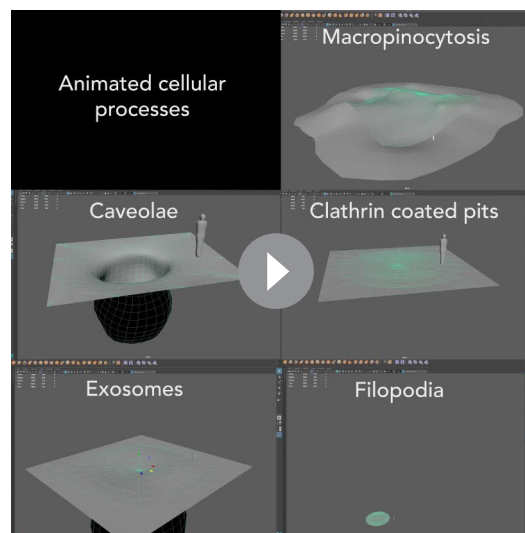 Animated cellular
processes
Macropinocytosis
Caveolae
Clathrin coated pits
Exosomes
Filopodia